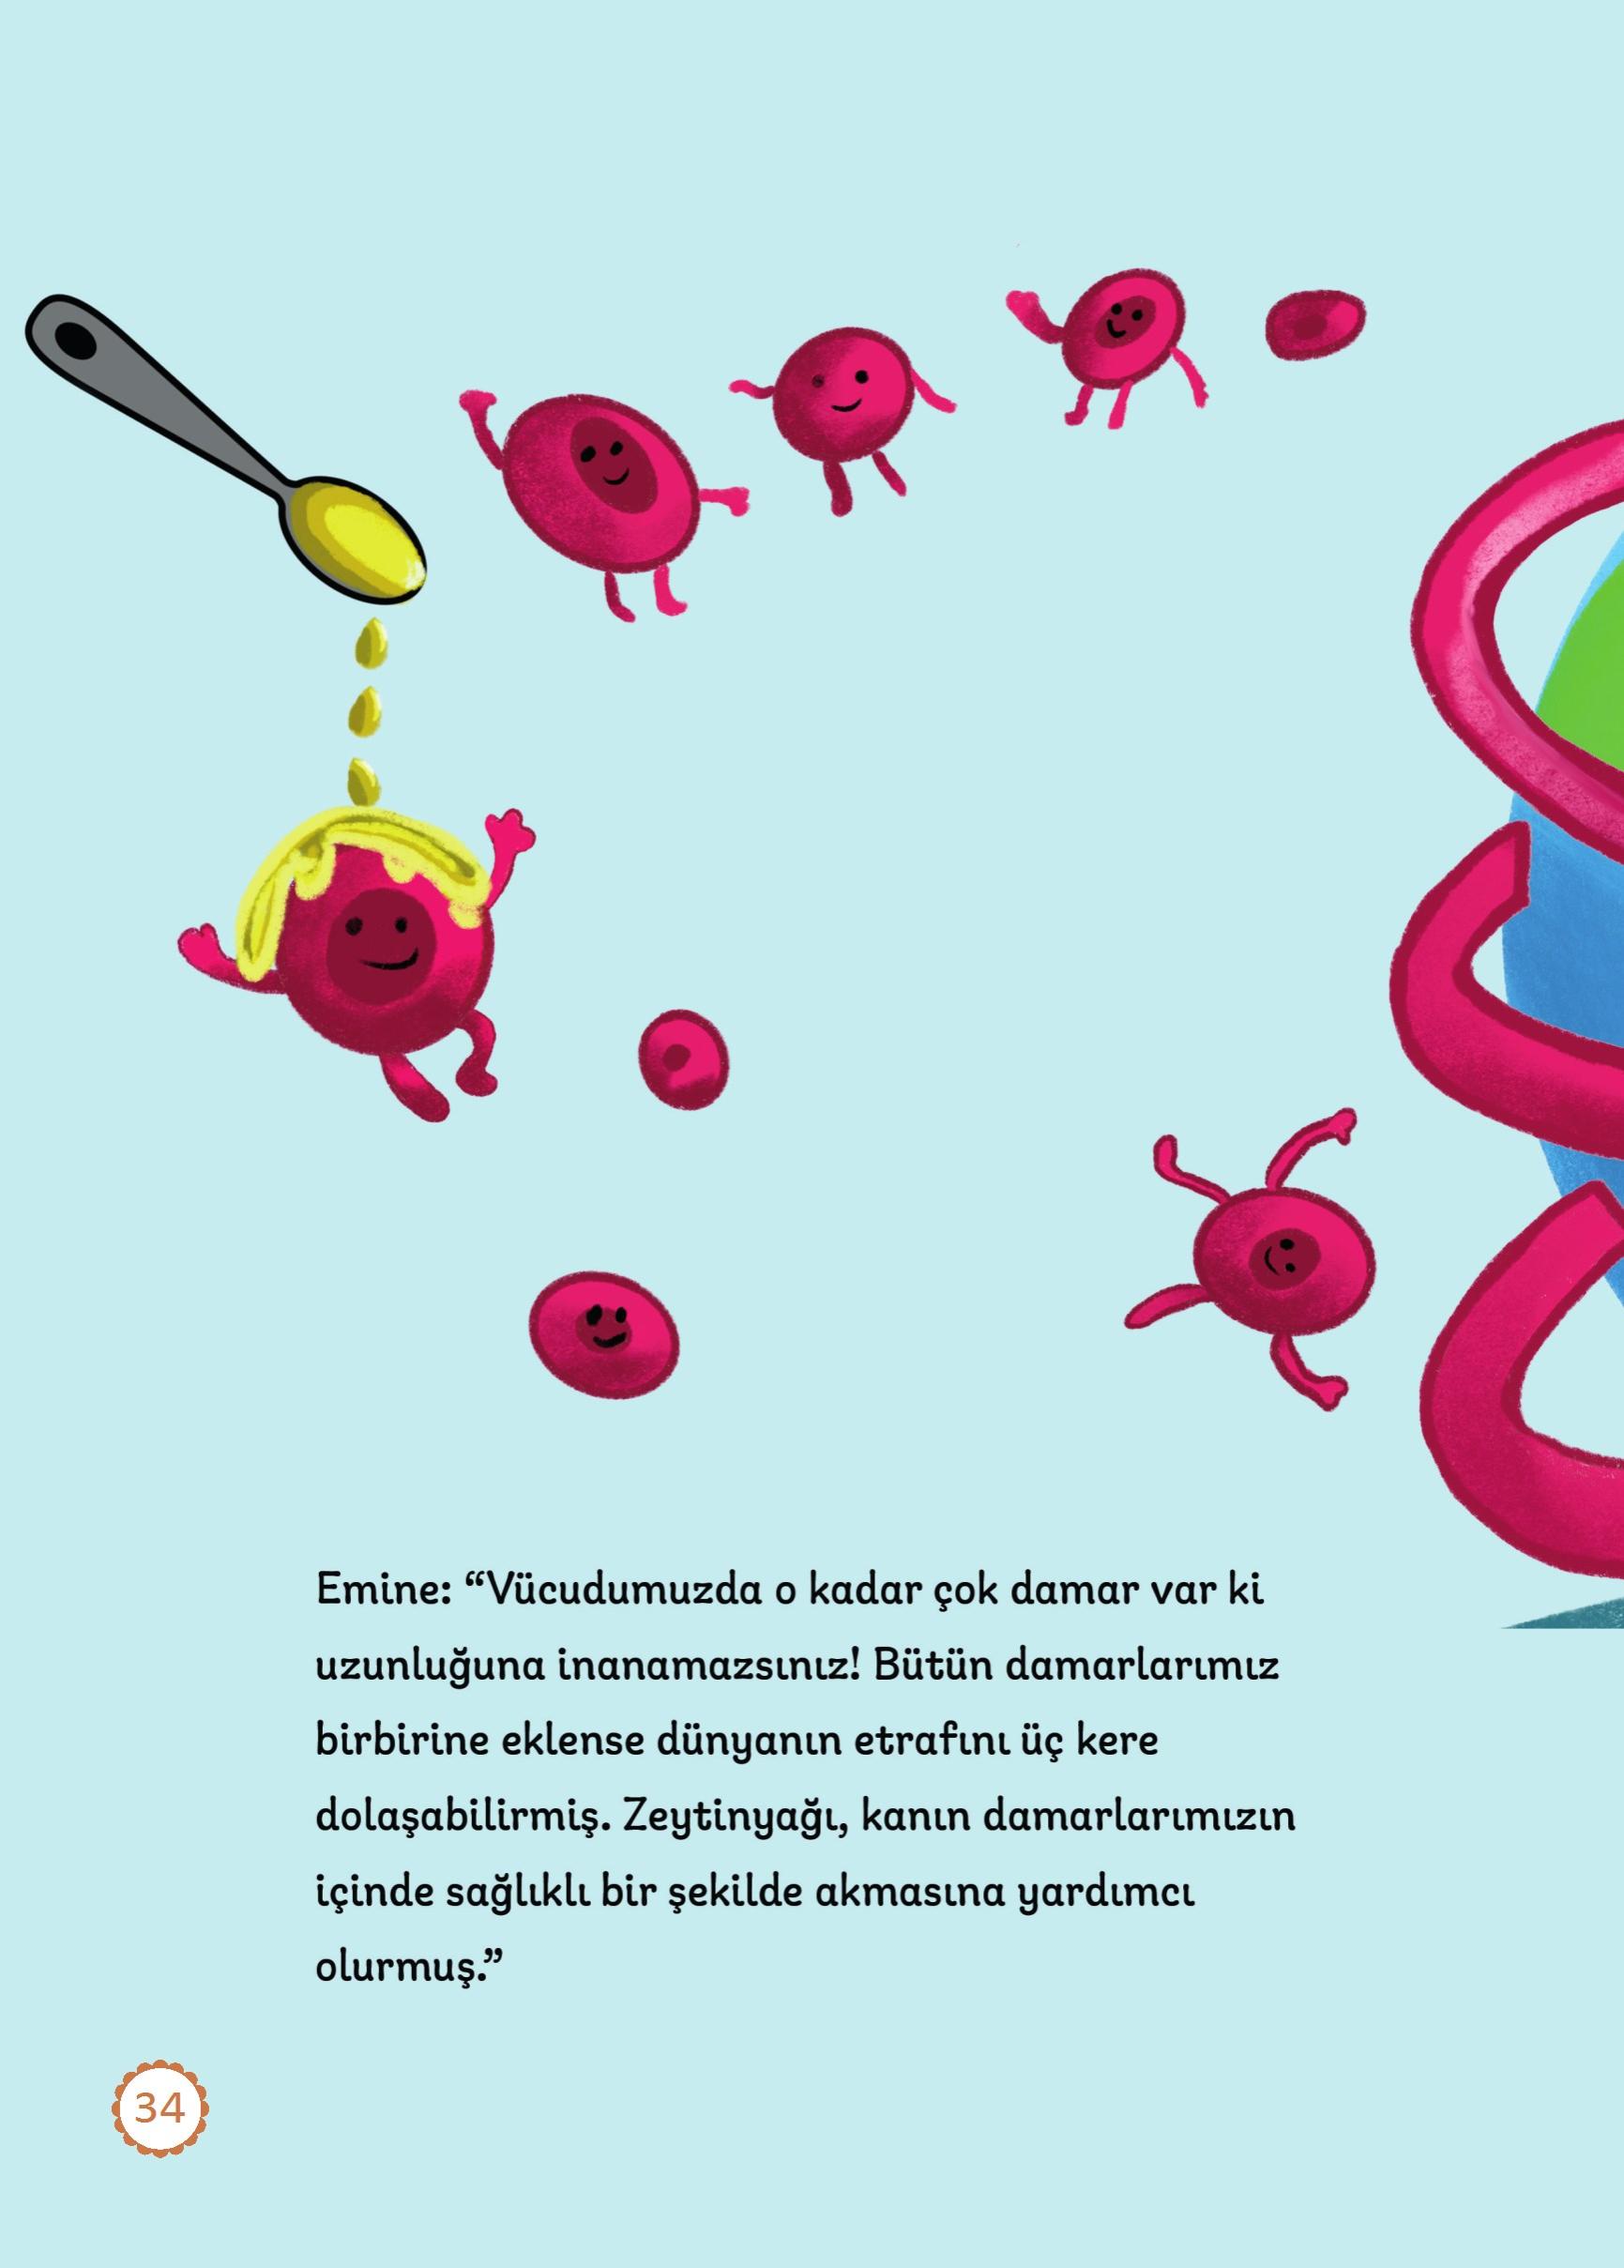 Emine: “Vücudumuzda o kadar çok damar var ki
uzunluğuna inanamazsınız! Bütün damarlarımız
birbirine eklense dünyanın etrafını üç kere
dolaşabilirmiş. Zeytinyağı, kanın damarlarımızın
içinde sağlıklı bir şekilde akmasına yardımcı
olurmuş.”
34